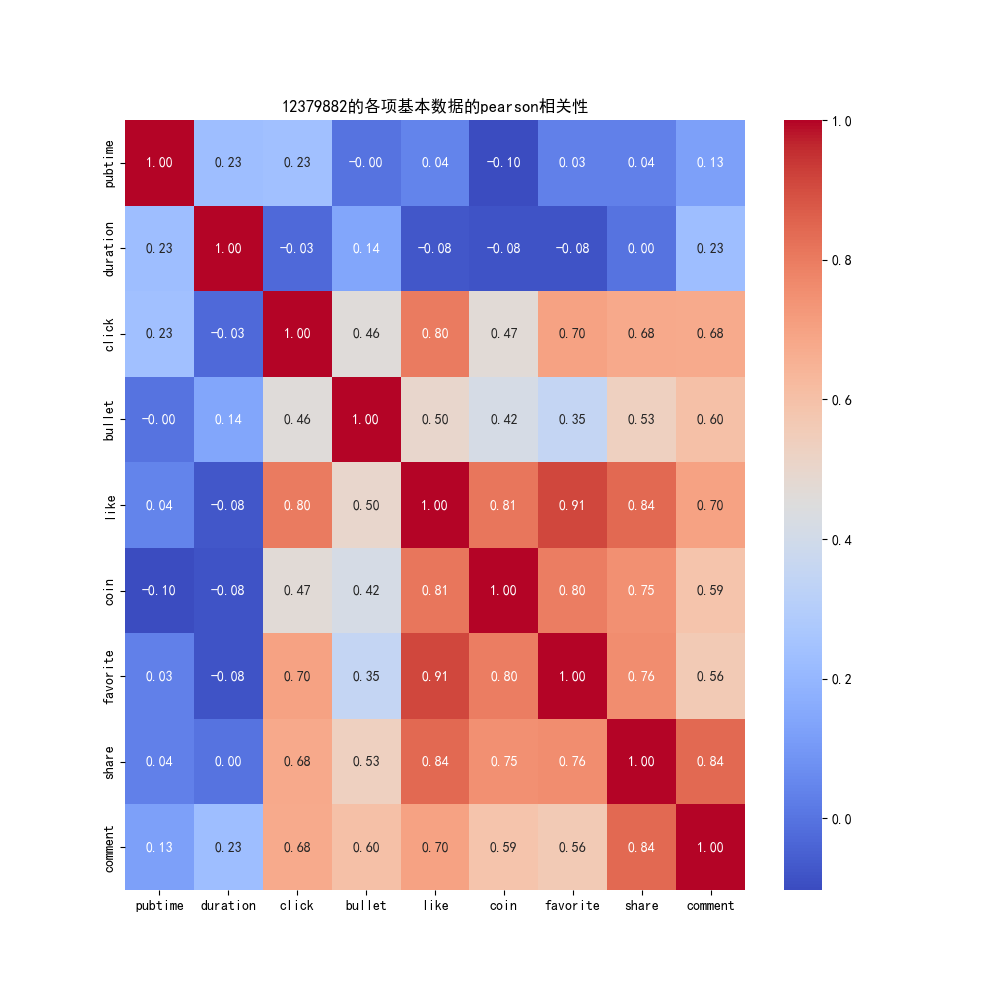 12379882的各项基本数据的pearson相关性
pubtime 1.00 0.23 0.23 -0.00 0.04 -0.10 0.03 0.04 0.13
duration 0.23 1.00 -0.03 0.14 -0.08 -0.08 -0.08 0.00 0.23
click 0.23 -0.03 1.00 0.46 0.80 0.47 0.70 0.68 0.68
bullet -0.00 0.14 0.46 1.00 0.50 0.42 0.35 0.53 0.60
like 0.04 -0.08 0.80 0.50 1.00 0.81 0.91 0.84 0.70
coin -0.10 -0.08 0.47 0.42 0.81 1.00 0.80 0.75 0.59
favorite 0.03 -0.08 0.70 0.35 0.91 0.80 1.00 0.76 0.56
share 0.04 0.00 0.68 0.53 0.84 0.75 0.76 1.00 0.84
comment 0.13 0.23 0.68 0.60 0.70 0.59 0.56 0.84 1.00
pubtime duration click bullet like coin favorite share comment
1.0
0.8
0.6
0.4
0.2
0.0